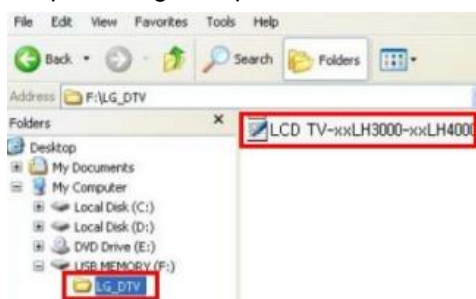 File Edit View Favorites Tools Help
Back Search Folders
Address F:\LG_DTV
Folders x LCD TV-xxLH3000-xxLH4000
Desktop
My Documents
My Computer
Local Disk (C:)
Local Disk (D:)
DVD Drive (E:)
USB MEMORY (F:)
LG_DTV